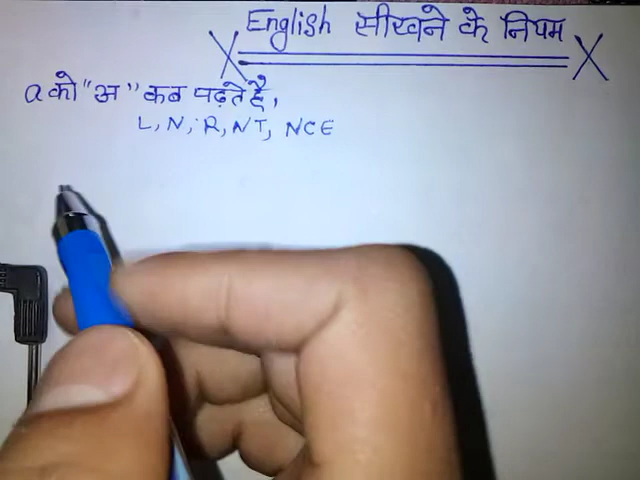 English सीखने के नियम
a को "अ" कब पढ़ते है,
L, N, R, NT, NCE